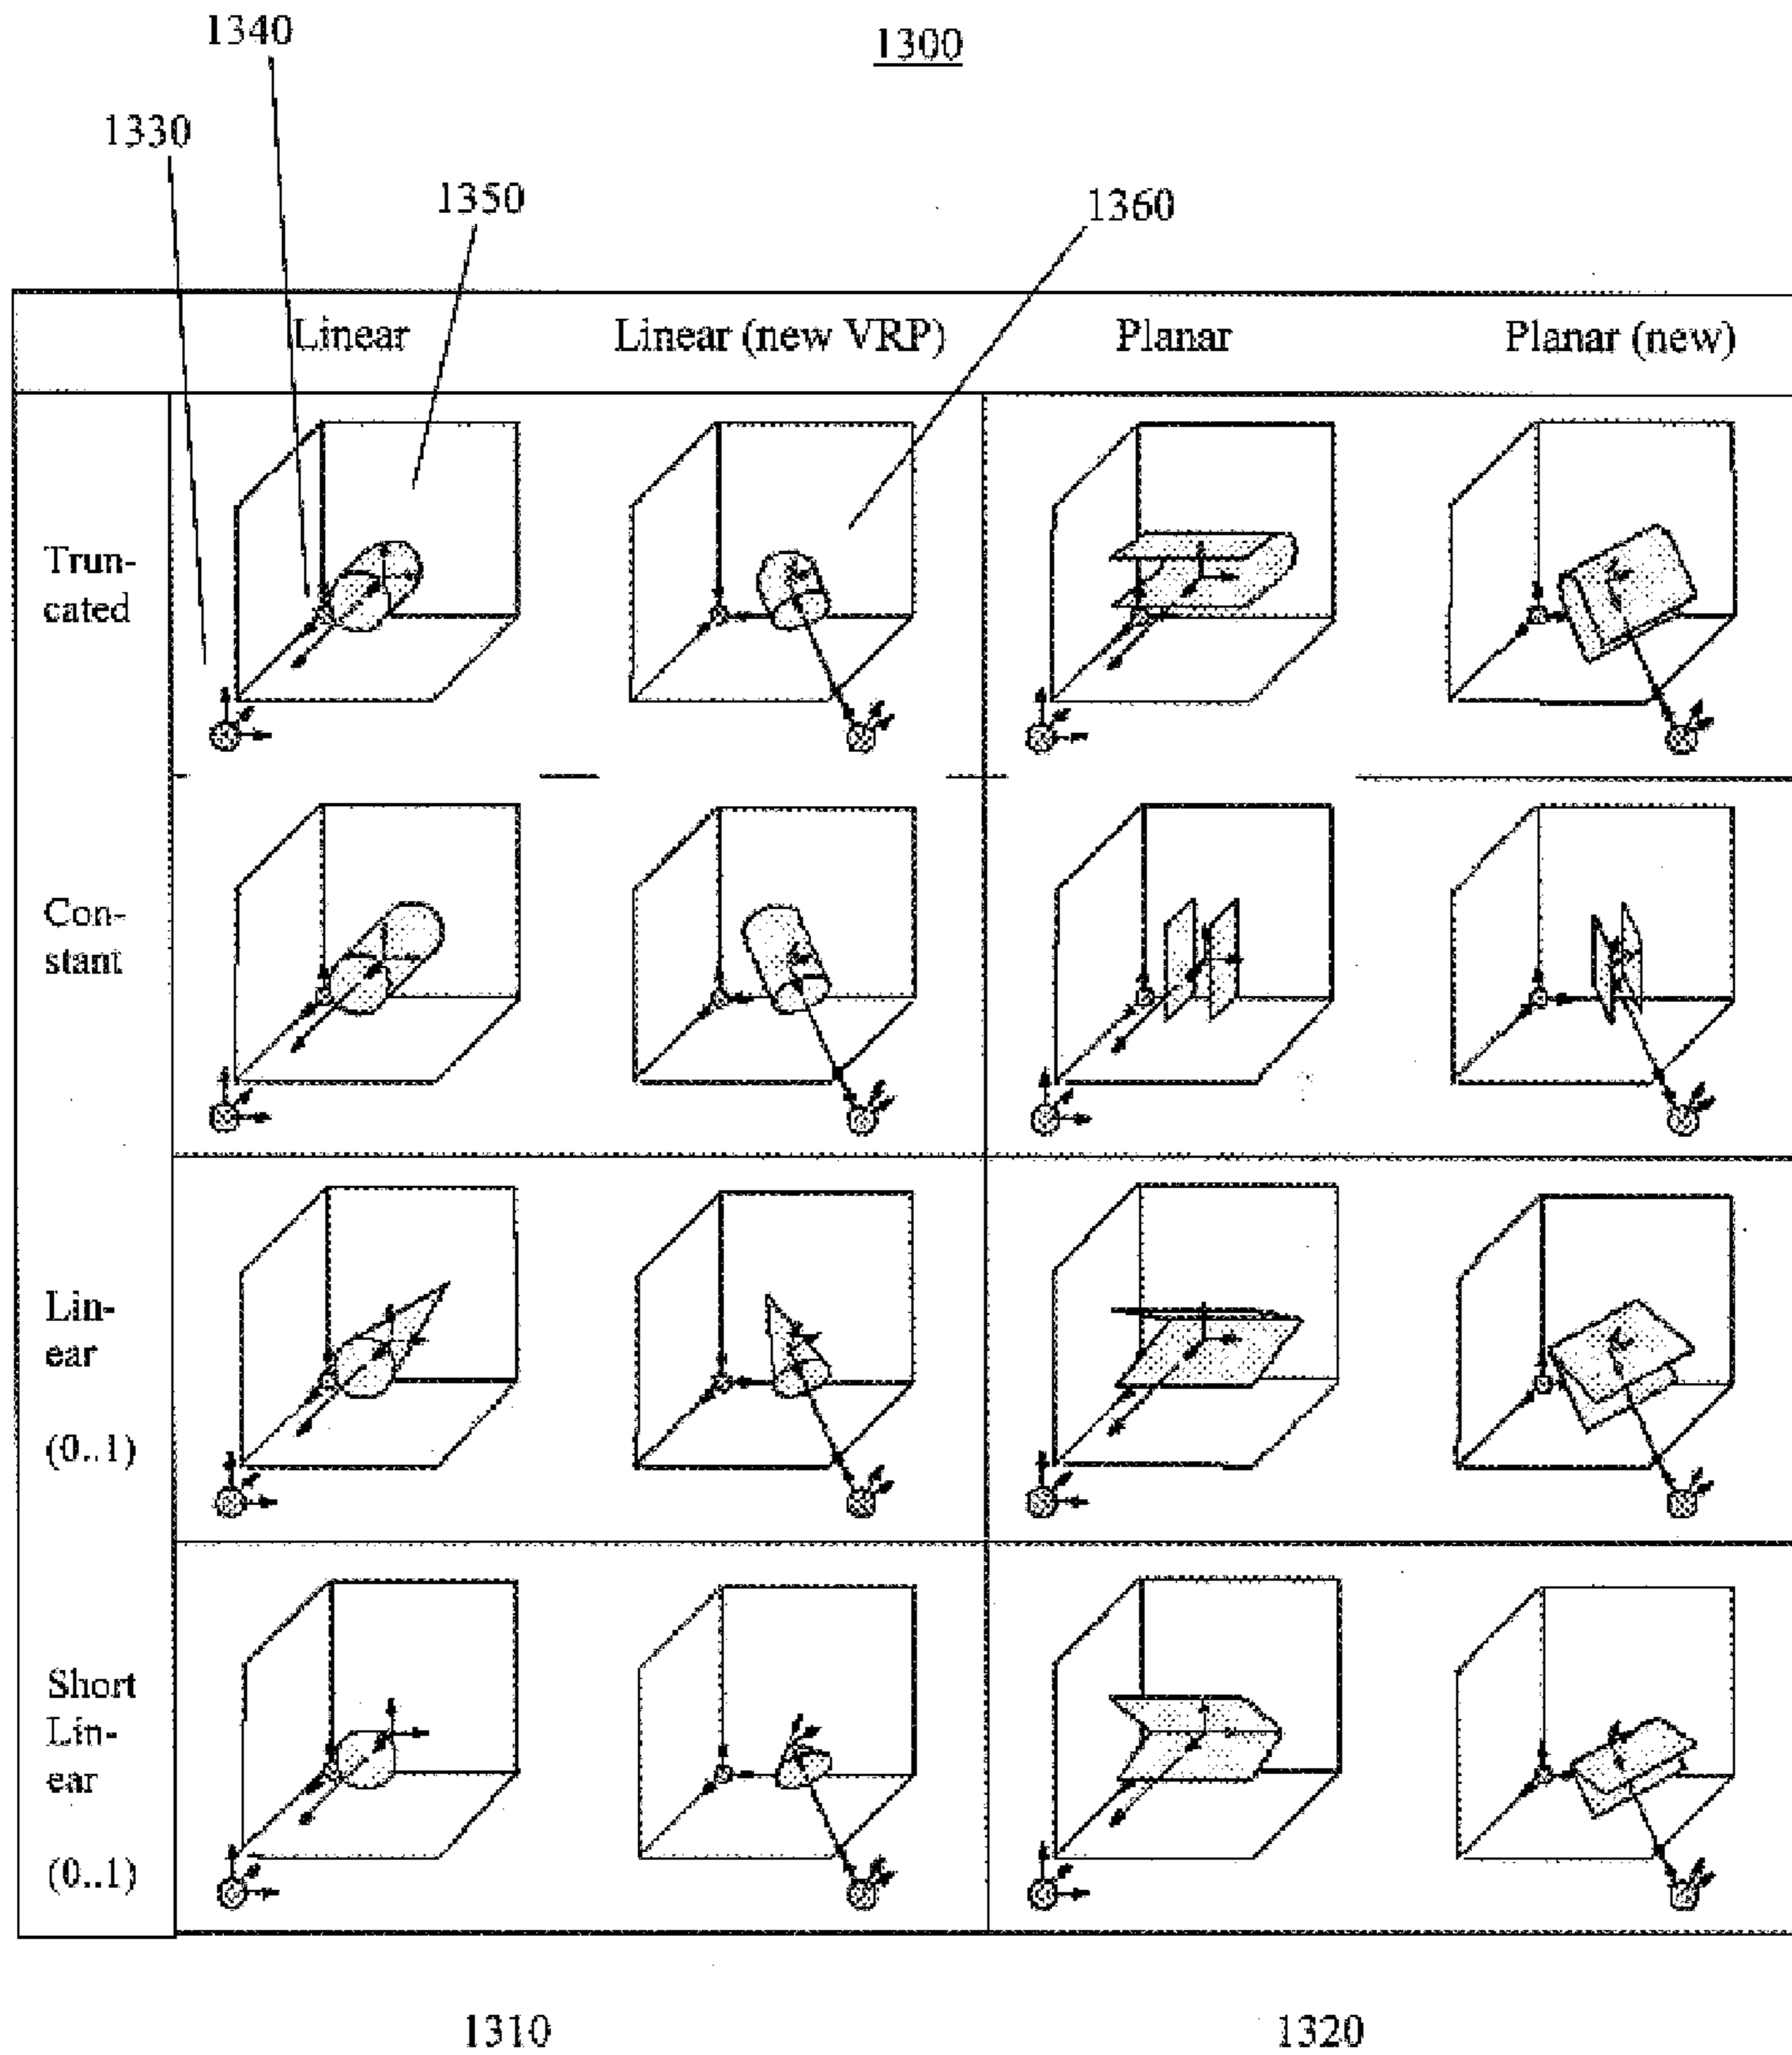 1340
1300
1330
1350
1360
Linear
Linear (new VRP)
Planar
Planar (new)
Trun-
cated
Con-
stant
Lin-
ear
(0..1)
Short
Lin-
ear
(0..1)
1310
1320